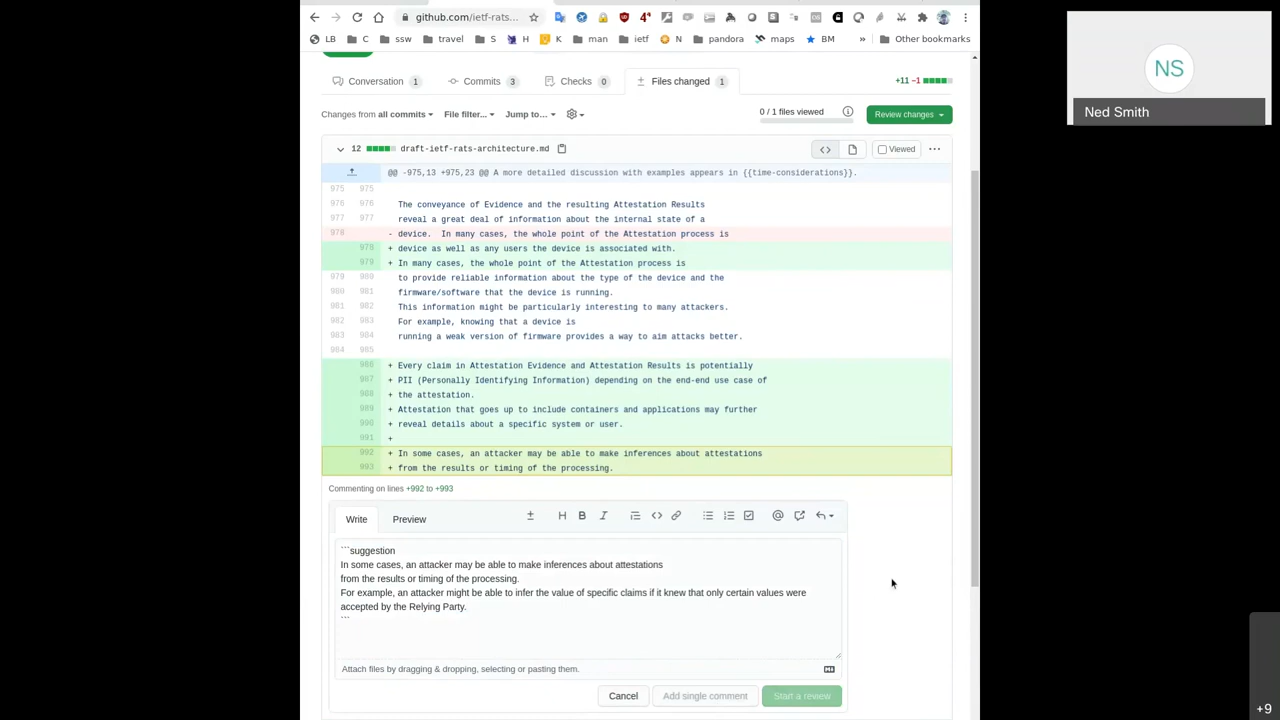 github.com/ietf-rats...
LB C ssw travel S H K man ietf N pandora maps BM » Other bookmarks
Conversation 1 Commits 3 Checks 0 Files changed 1 +11 −1
Changes from all commits File filter... Jump to... 0 / 1 files viewed Review changes
12 draft-ietf-rats-architecture.md Viewed
@@ -975,13 +975,23 @@ A more detailed discussion with examples appears in {{time-considerations}}.
975 975
976 976 The conveyance of Evidence and the resulting Attestation Results
977 977 reveal a great deal of information about the internal state of a
978 - device. In many cases, the whole point of the Attestation process is
978 + device as well as any users the device is associated with.
979 + In many cases, the whole point of the Attestation process is
979 980 to provide reliable information about the type of the device and the
980 981 firmware/software that the device is running.
981 982 This information might be particularly interesting to many attackers.
982 983 For example, knowing that a device is
983 984 running a weak version of firmware provides a way to aim attacks better.
984 985
986 + Every claim in Attestation Evidence and Attestation Results is potentially
987 + PII (Personally Identifying Information) depending on the end-end use case of
988 + the attestation.
989 + Attestation that goes up to include containers and applications may further
990 + reveal details about a specific system or user.
991 +
992 + In some cases, an attacker may be able to make inferences about attestations
993 + from the results or timing of the processing.
Commenting on lines +992 to +993
Write Preview
```suggestion
In some cases, an attacker may be able to make inferences about attestations
from the results or timing of the processing.
For example, an attacker might be able to infer the value of specific claims if it knew that only certain values were
accepted by the Relying Party.
```
Attach files by dragging & dropping, selecting or pasting them.
Cancel Add single comment Start a review
NS
Ned Smith
+9